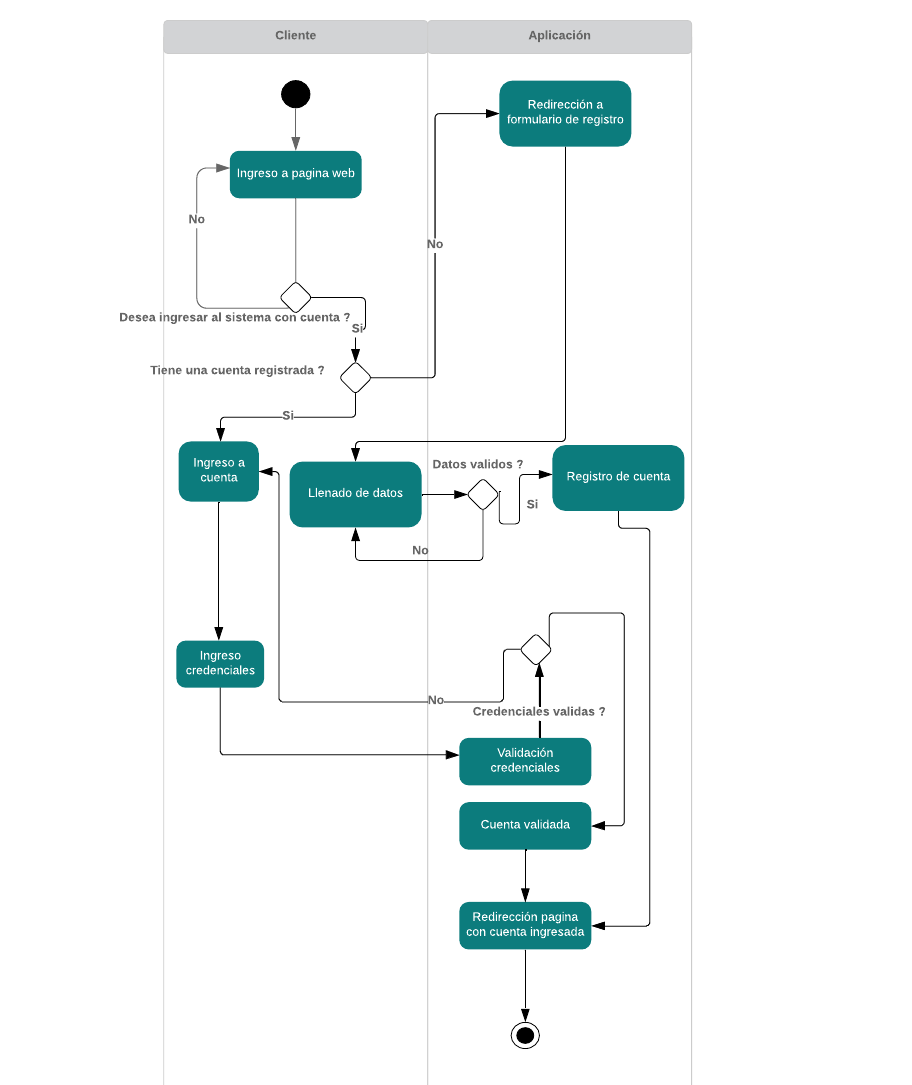 Cliente
Aplicación
Redirección a
formulario de registro
Ingreso a pagina web
No
No
Desea ingresar al sistema con cuenta ?
Si
Tiene una cuenta registrada ?
Si
Ingreso a
cuenta
Llenado de datos
Datos validos ?
Si
Registro de cuenta
No
Ingreso
credenciales
No
Credenciales validas ?
Validación
credenciales
Cuenta validada
Redirección pagina
con cuenta ingresada